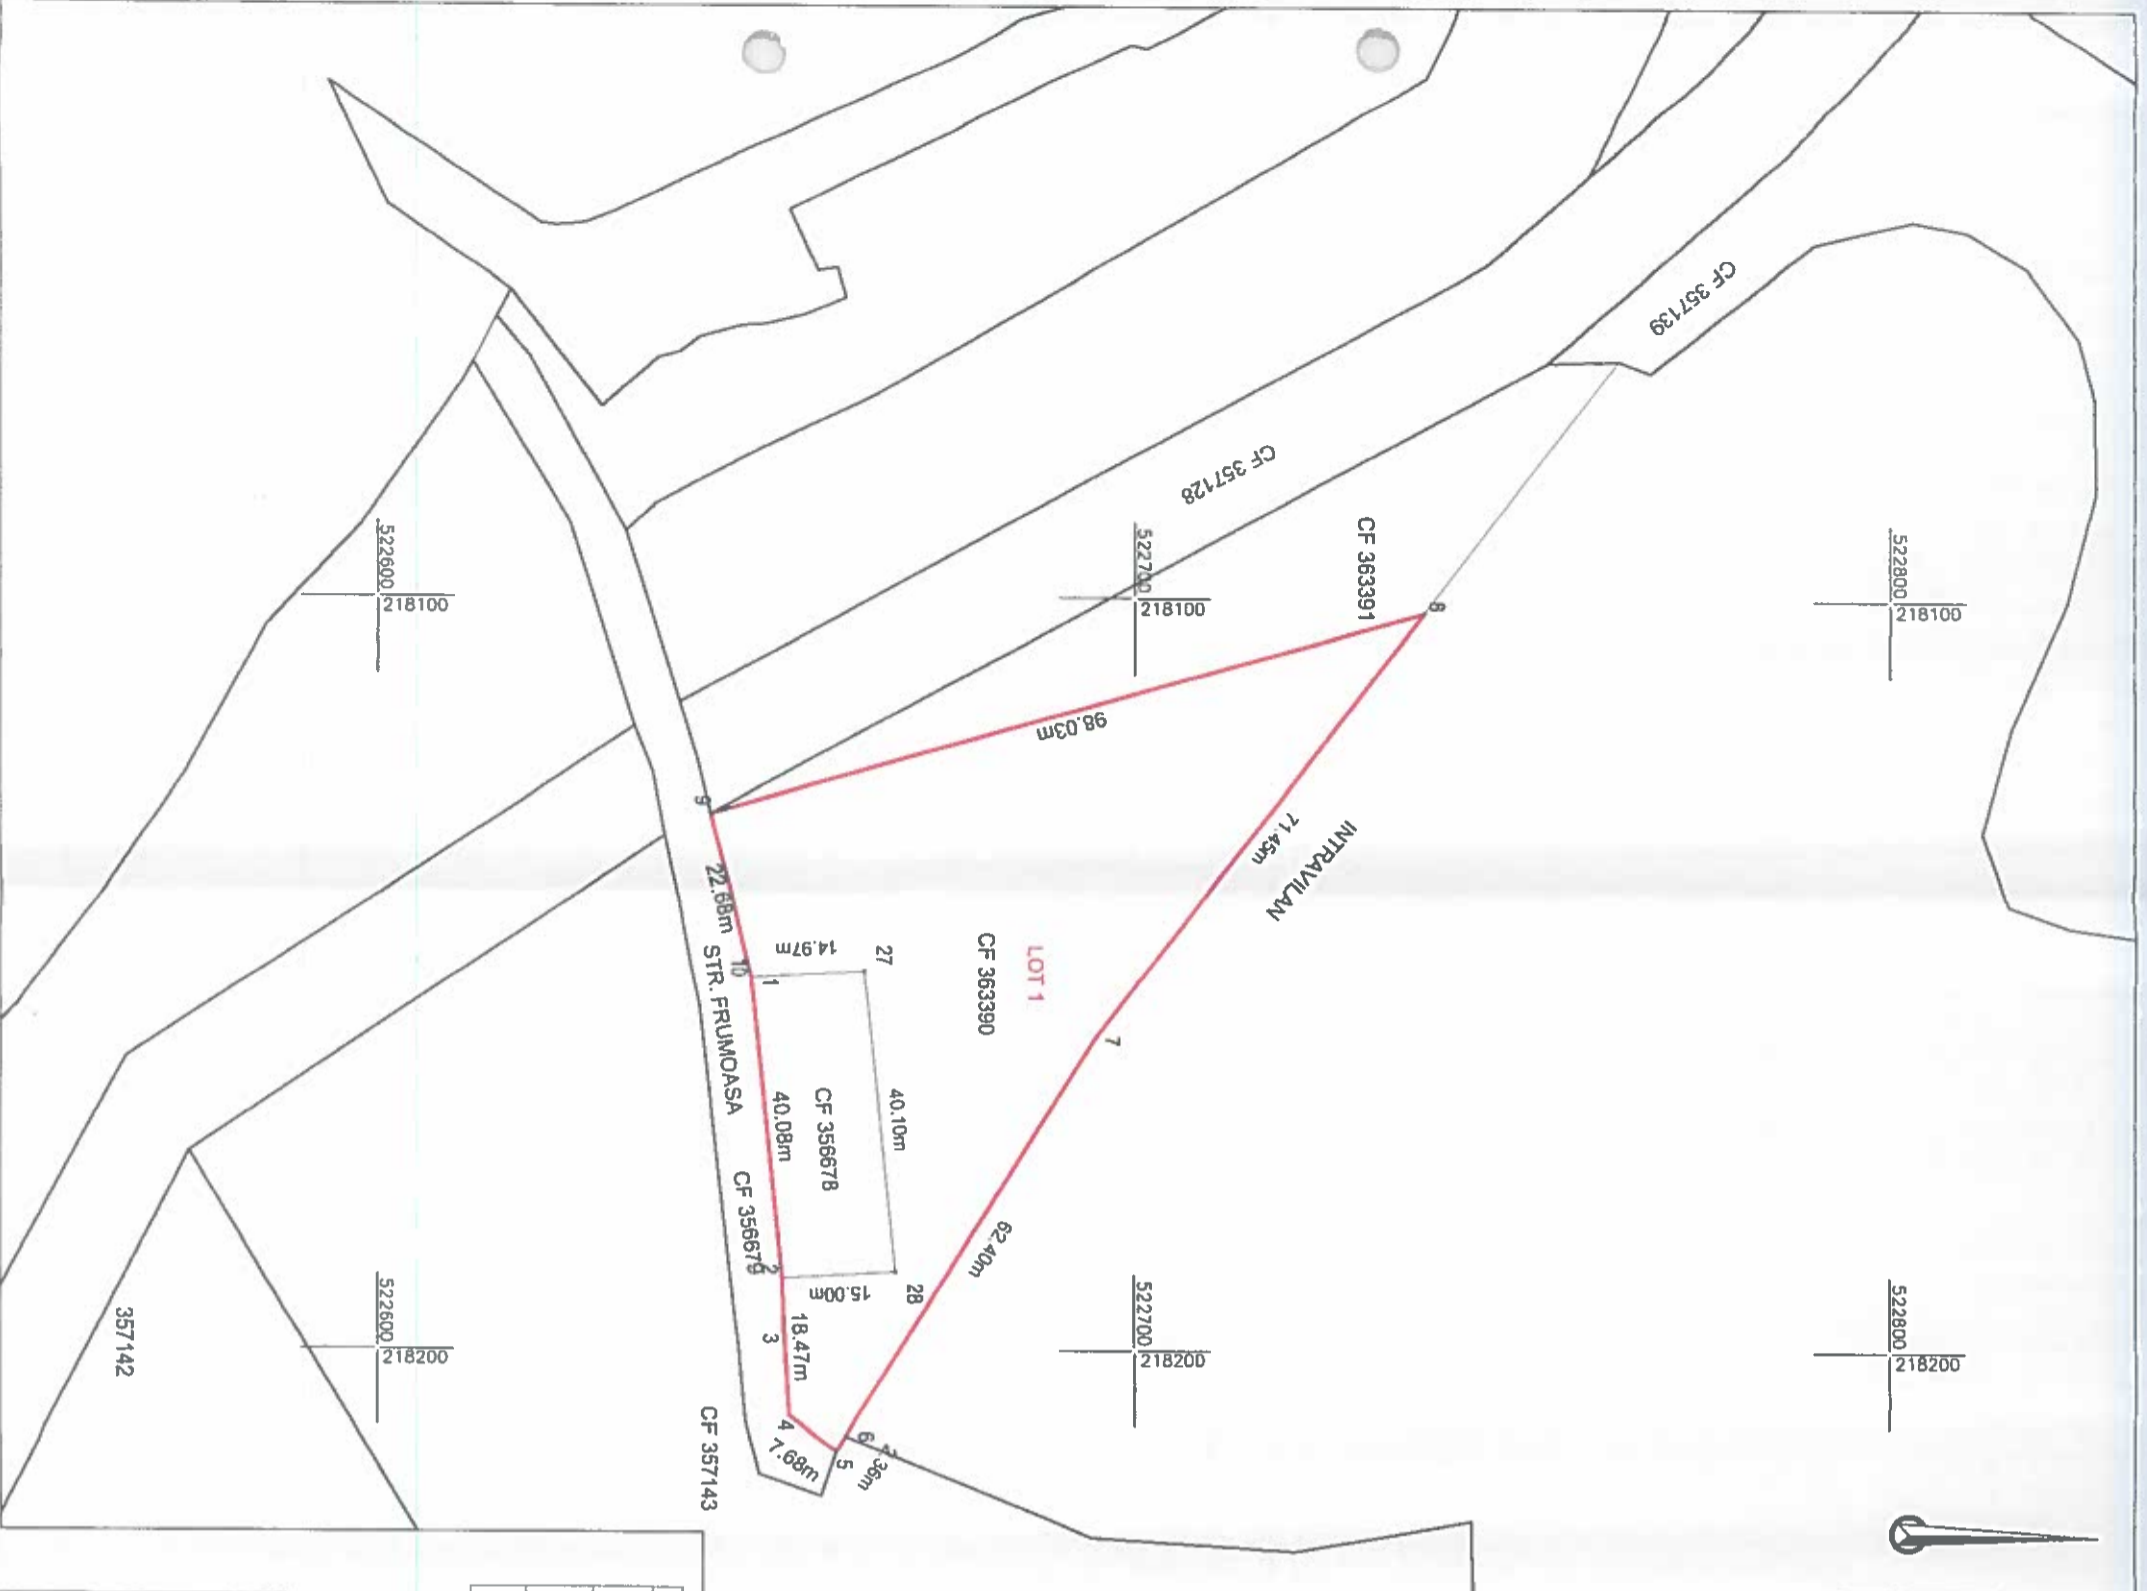 CF 357139
CF 357128
522600
218100
522700
218100
CF 363391
8
522800
218100
98.03m
9
71.45m
INTRAVILAN
22.68m
10
1
14.97m
27
LOT 1
CF 363390
7
STR. FRUMOASA
40.08m
CF 356678
40.10m
CF 356679
2
15.00m
28
62.40m
522600
218200
357142
3
18.47m
522700
218200
522800
218200
4
7.68m
5
6
CF 357143